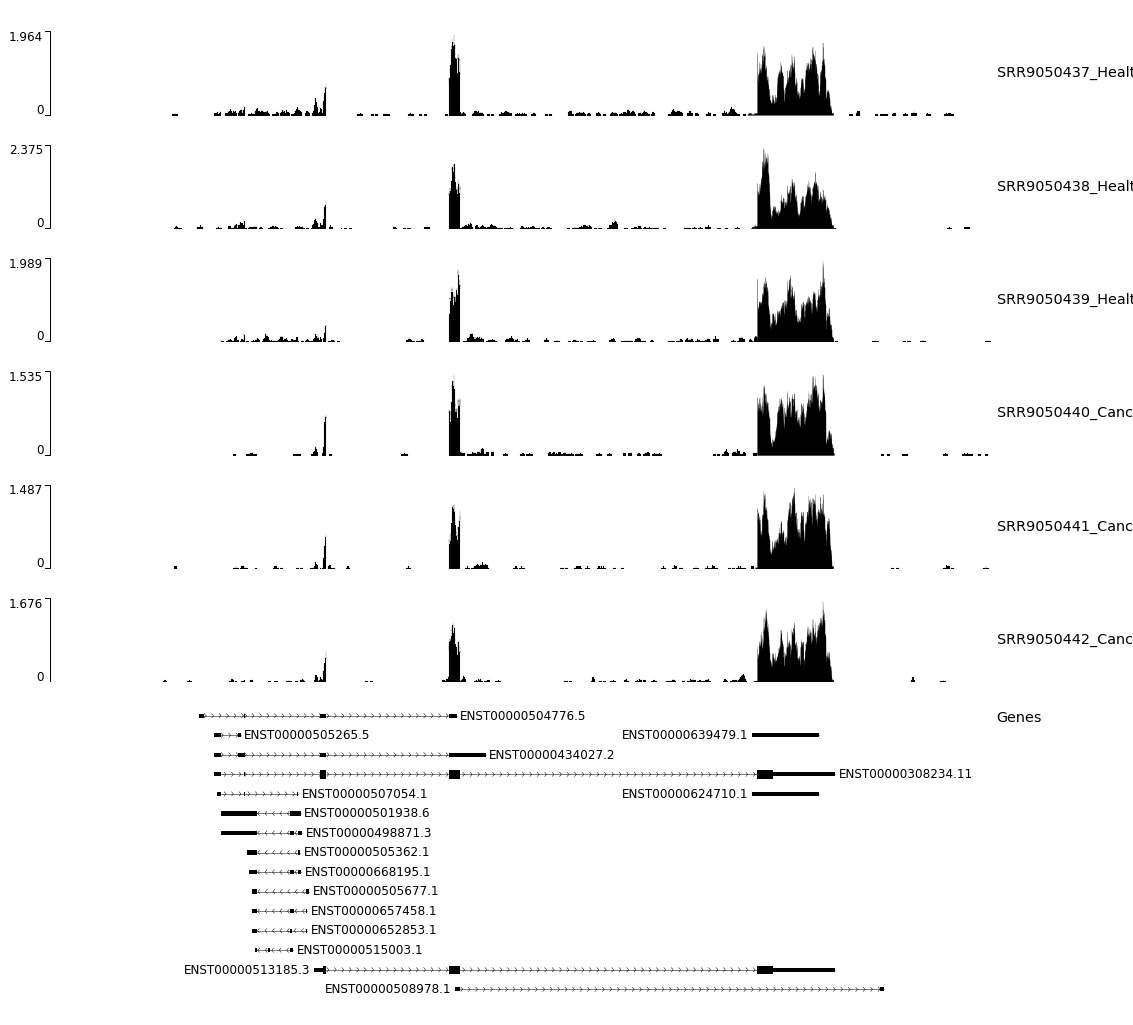 1.964
SRR9050437_Healt
0
2.375
SRR9050438_Healt
0
1.989
SRR9050439_Healt
0
1.535
SRR9050440_Canc
0
1.487
SRR9050441_Canc
0
1.676
SRR9050442_Canc
0
ENST00000504776.5 Genes
ENST00000505265.5 ENST00000639479.1
ENST00000434027.2
ENST00000308234.11
ENST00000507054.1 ENST00000624710.1
ENST00000501938.6
ENST00000498871.3
ENST00000505362.1
ENST00000668195.1
ENST00000505677.1
ENST00000657458.1
ENST00000652853.1
ENST00000515003.1
ENST00000513185.3
ENST00000508978.1